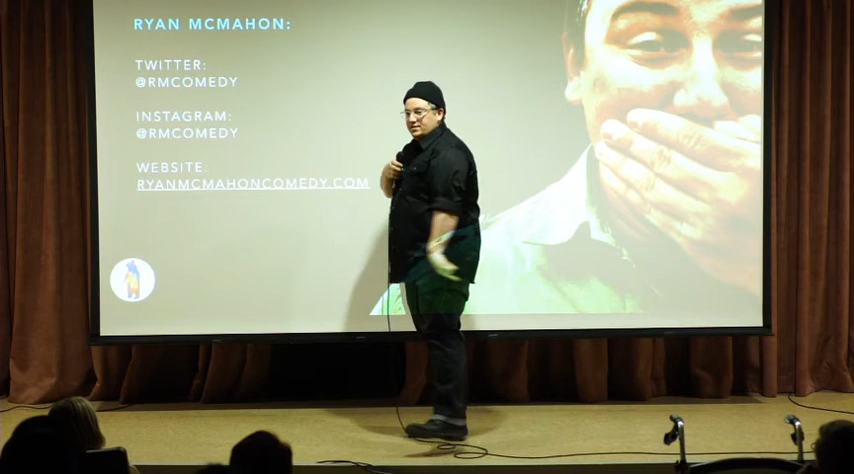 RYAN MCMAHON:
TWITTER:
@RMCOMEDY
INSTAGRAM:
@RMCOMEDY
WEBSITE:
RYANMCMAHONCOMEDY.COM